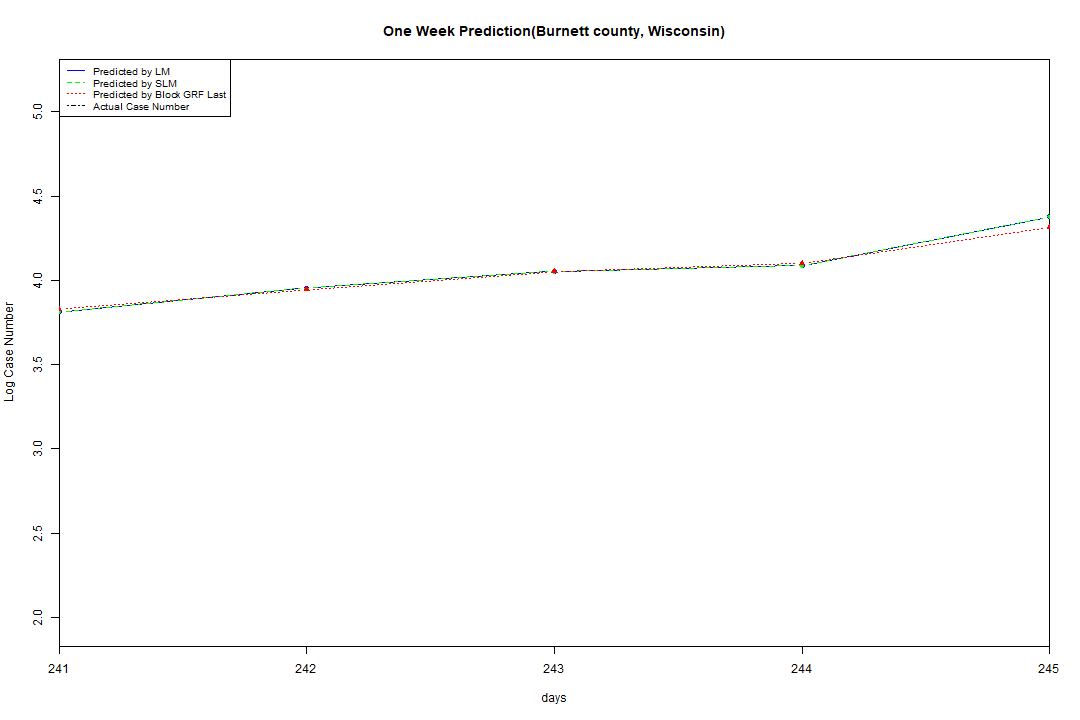 One Week Prediction(Burnett county, Wisconsin)
Predicted by LM
Predicted by SLM
Predicted by Block GRF Last
Actual Case Number
5.0
4.5
4.0
3.5
3.0
2.5
2.0
Log Case Number
241 242 243 244 245
days